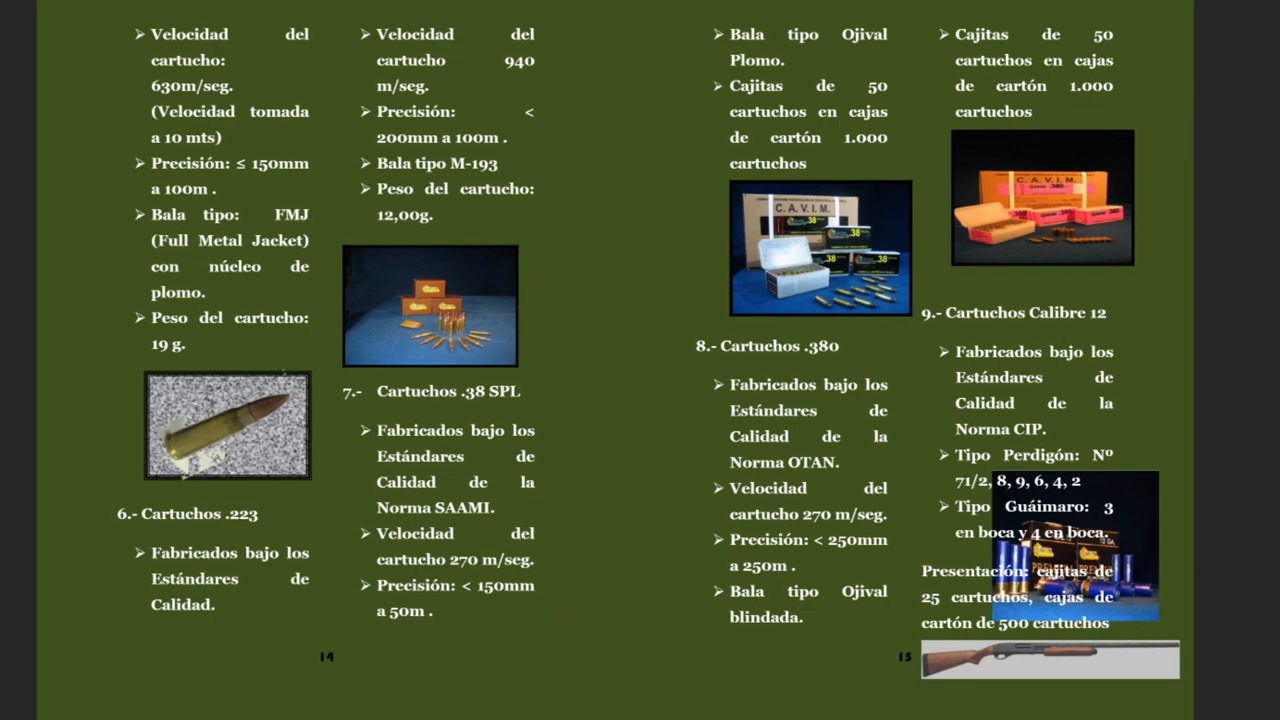 ➢ Velocidad del
cartucho:
630m/seg.
(Velocidad tomada
a 10 mts)
➢ Precisión: ≤ 150mm
a 100m .
➢ Bala tipo: FMJ
(Full Metal Jacket)
con núcleo de
plomo.
➢ Peso del cartucho:
19 g.
6.- Cartuchos .223
➢ Fabricados bajo los
Estándares de
Calidad.
➢ Velocidad del
cartucho 940
m/seg.
➢ Precisión: <
200mm a 100m .
➢ Bala tipo M-193
➢ Peso del cartucho:
12,00g.
7.- Cartuchos .38 SPL
➢ Fabricados bajo los
Estándares de
Calidad de la
Norma SAAMI.
➢ Velocidad del
cartucho 270 m/seg.
➢ Precisión: < 150mm
a 50m .
14
➢ Bala tipo Ojival
Plomo.
➢ Cajitas de 50
cartuchos en cajas
de cartón 1.000
cartuchos
C.A.V.I.M.
.38
.38
.38
.38
8.- Cartuchos .380
➢ Fabricados bajo los
Estándares de
Calidad de la
Norma OTAN.
➢ Velocidad del
cartucho 270 m/seg.
➢ Precisión: < 250mm
a 250m .
➢ Bala tipo Ojival
blindada.
15
➢ Cajitas de 50
cartuchos en cajas
de cartón 1.000
cartuchos
C.A.V.I.M.
.380
9.- Cartuchos Calibre 12
➢ Fabricados bajo los
Estándares de
Calidad de la
Norma CIP.
➢ Tipo Perdigón: Nº
71/2, 8, 9, 6, 4, 2
➢ Tipo Guáimaro: 3
en boca y 4 en boca.
Presentación: cajitas de
25 cartuchos, cajas de
cartón de 500 cartuchos